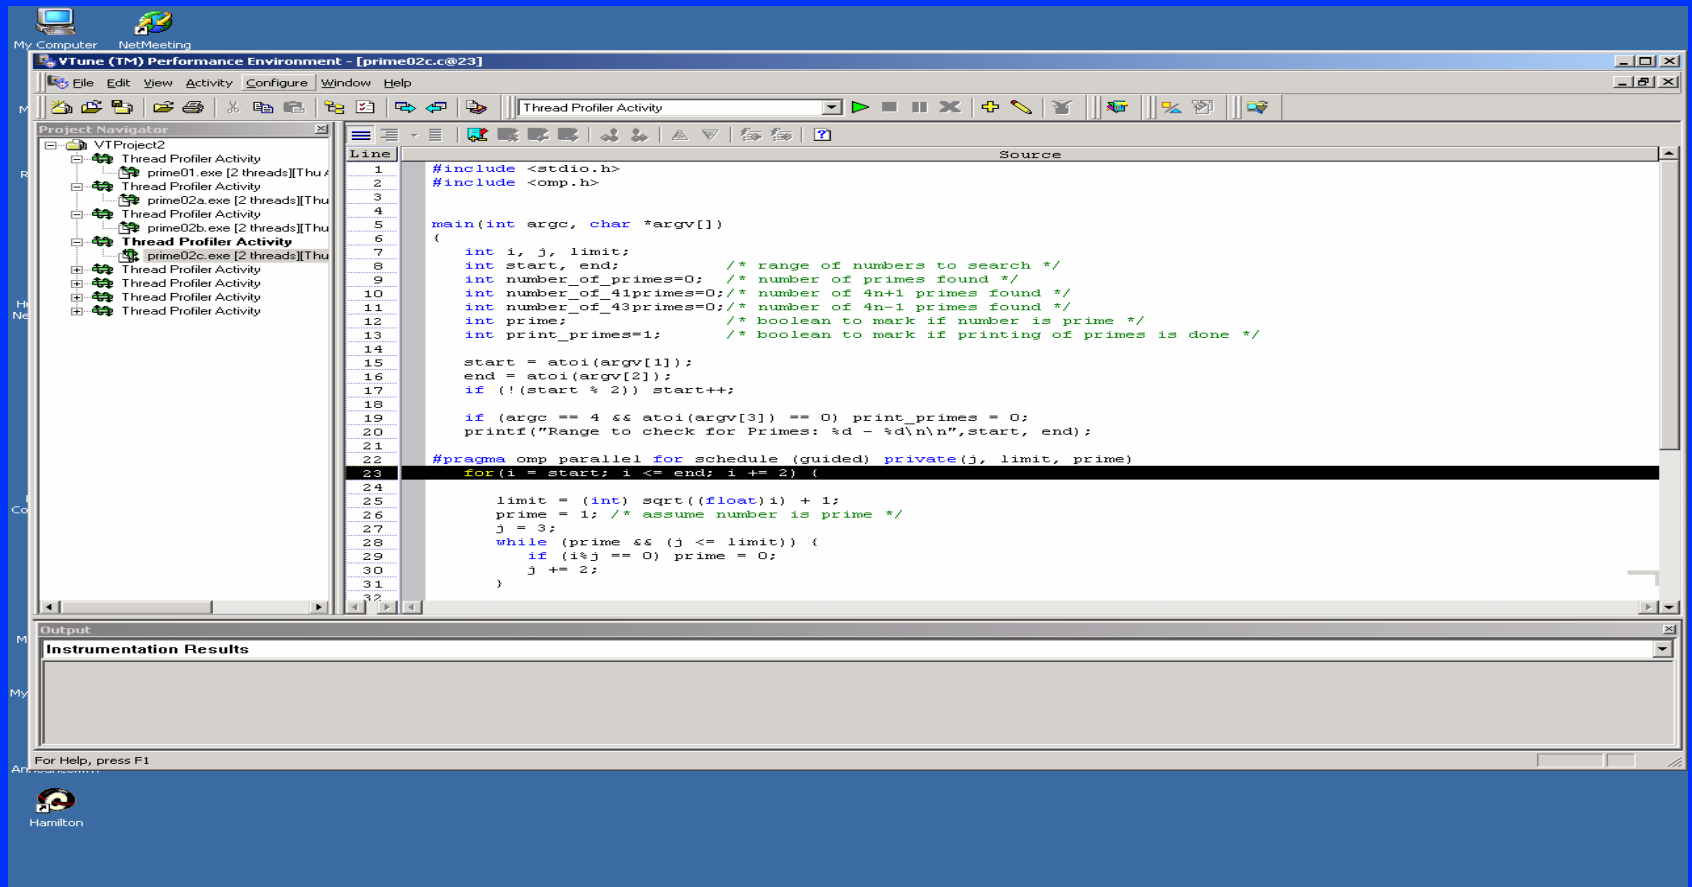 My Computer
NetMeeting
VTune (TM) Performance Environment - [prime02c.c@23]
File Edit View Activity Configure Window Help
Thread Profiler Activity
Project Navigator
VTProject2
Thread Profiler Activity
prime01.exe [2 threads][Thu
Thread Profiler Activity
prime02a.exe [2 threads][Thu
Thread Profiler Activity
prime02b.exe [2 threads][Thu
Thread Profiler Activity
prime02c.exe [2 threads][Thu
Thread Profiler Activity
Thread Profiler Activity
Thread Profiler Activity
Thread Profiler Activity
Line Source
1 #include <stdio.h>
2 #include <omp.h>
3
4
5 main(int argc, char *argv[])
6 {
7 int i, j, limit;
8 int start, end; /* range of numbers to search */
9 int number_of_primes=0; /* number of primes found */
10 int number_of_41primes=0;/* number of 4n+1 primes found */
11 int number_of_43primes=0;/* number of 4n-1 primes found */
12 int prime; /* boolean to mark if number is prime */
13 int print_primes=1; /* boolean to mark if printing of primes is done */
14
15 start = atoi(argv[1]);
16 end = atoi(argv[2]);
17 if (!(start % 2)) start++;
18
19 if (argc == 4 && atoi(argv[3]) == 0) print_primes = 0;
20 printf("Range to check for Primes: %d - %d\n\n",start, end);
21
22 #pragma omp parallel for schedule (guided) private(j, limit, prime)
23 for(i = start; i <= end; i += 2) {
24
25 limit = (int) sqrt((float)i) + 1;
26 prime = 1; /* assume number is prime */
27 j = 3;
28 while (prime && (j <= limit)) {
29 if (i%j == 0) prime = 0;
30 j += 2;
31 }
32
Output
Instrumentation Results
For Help, press F1
Hamilton